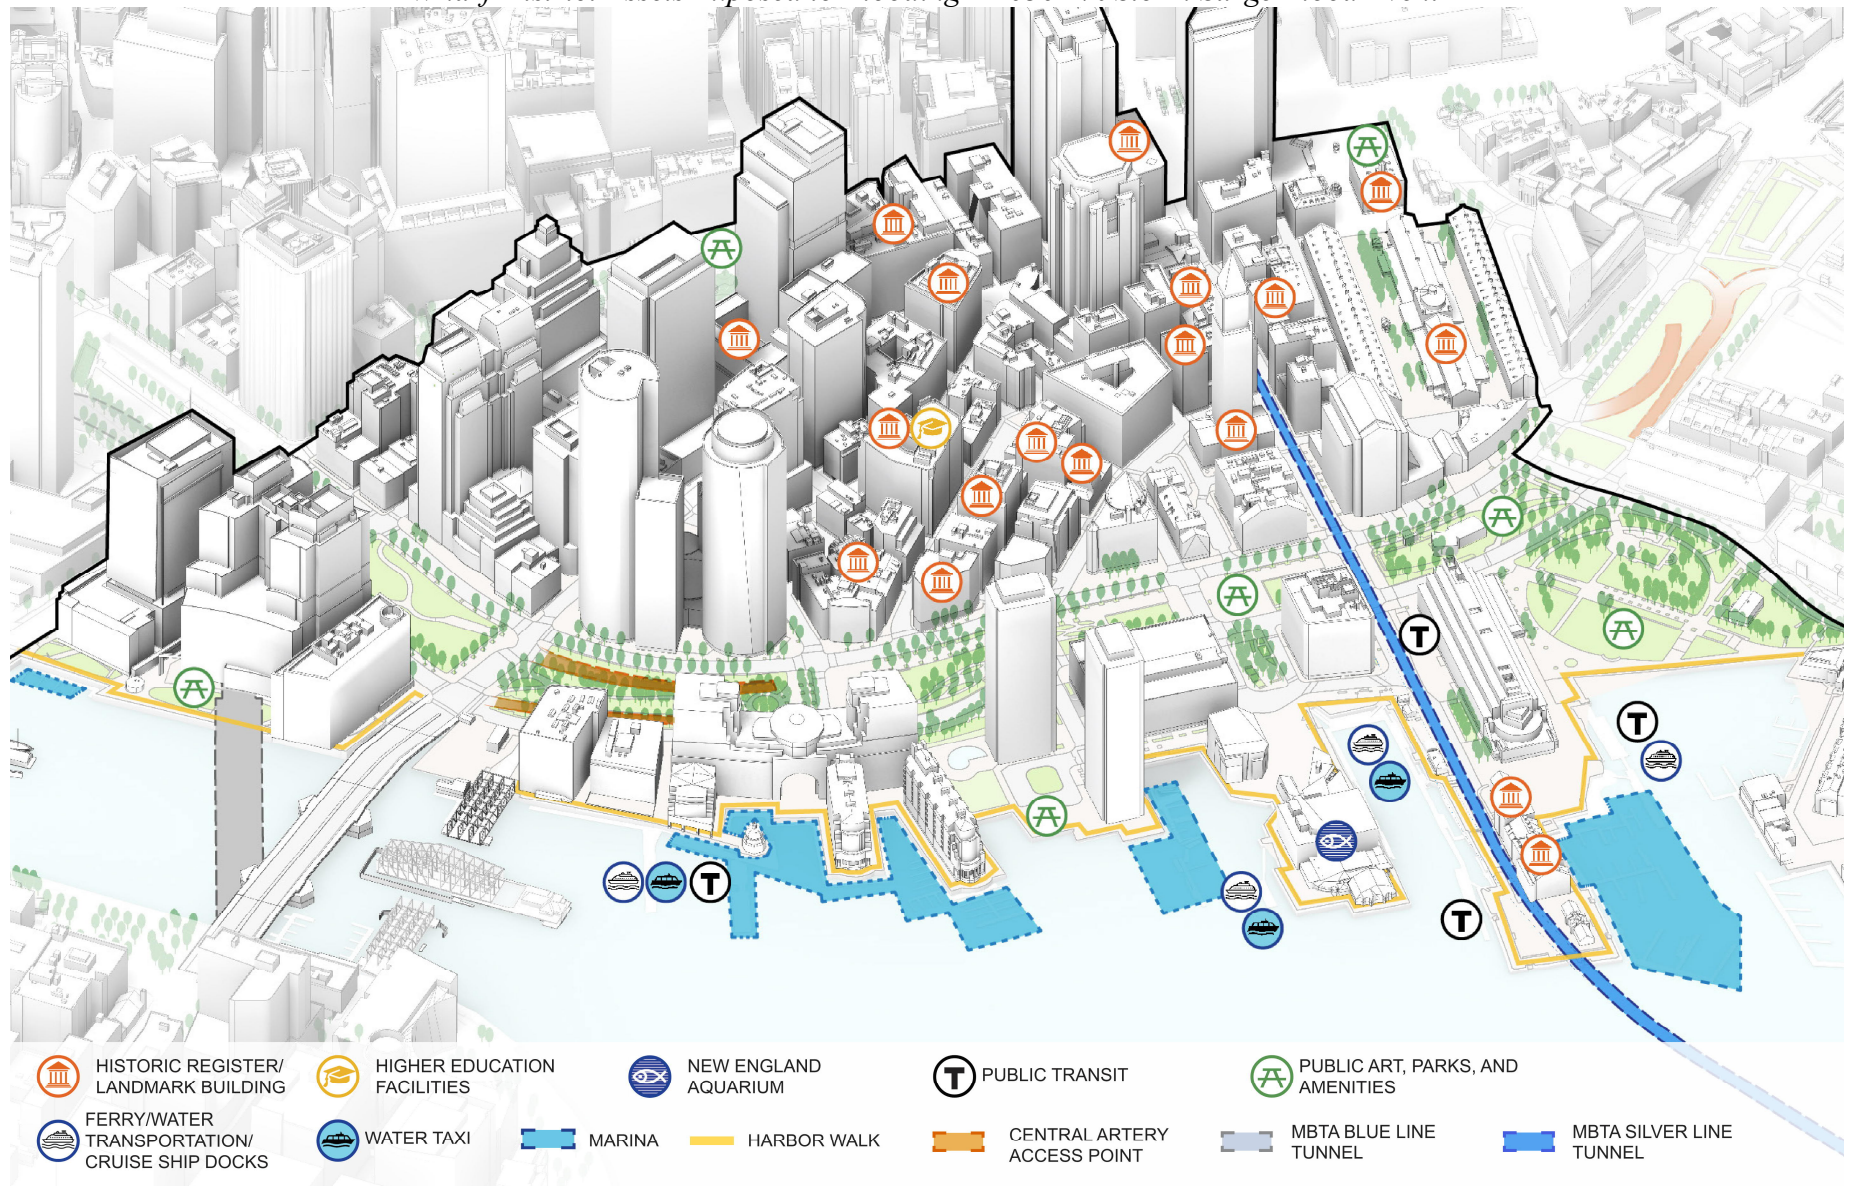 HISTORIC REGISTER/
LANDMARK BUILDING
HIGHER EDUCATION
FACILITIES
NEW ENGLAND
AQUARIUM
T PUBLIC TRANSIT
PUBLIC ART, PARKS, AND
AMENITIES
FERRY/WATER
TRANSPORTATION/
CRUISE SHIP DOCKS
WATER TAXI
MARINA
HARBOR WALK
CENTRAL ARTERY
ACCESS POINT
MBTA BLUE LINE
TUNNEL
MBTA SILVER LINE
TUNNEL
T
T
T
T